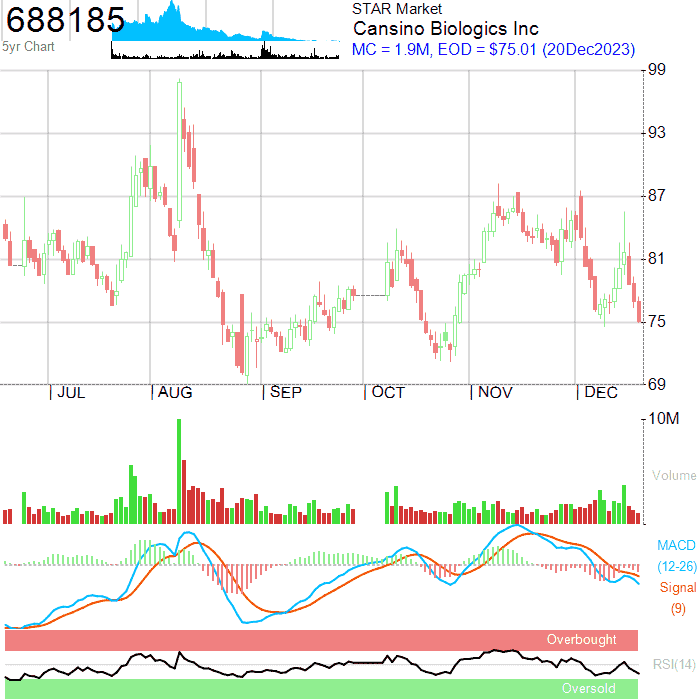 688185
5yr Chart
STAR Market
Cansino Biologics Inc
MC = 1.9M, EOD = $75.01 (20Dec2023)
99
93
87
81
75
69
JUL AUG SEP OCT NOV DEC
10M
Volume
MACD
(12-26)
Signal
(9)
Overbought
RSI(14)
Oversold